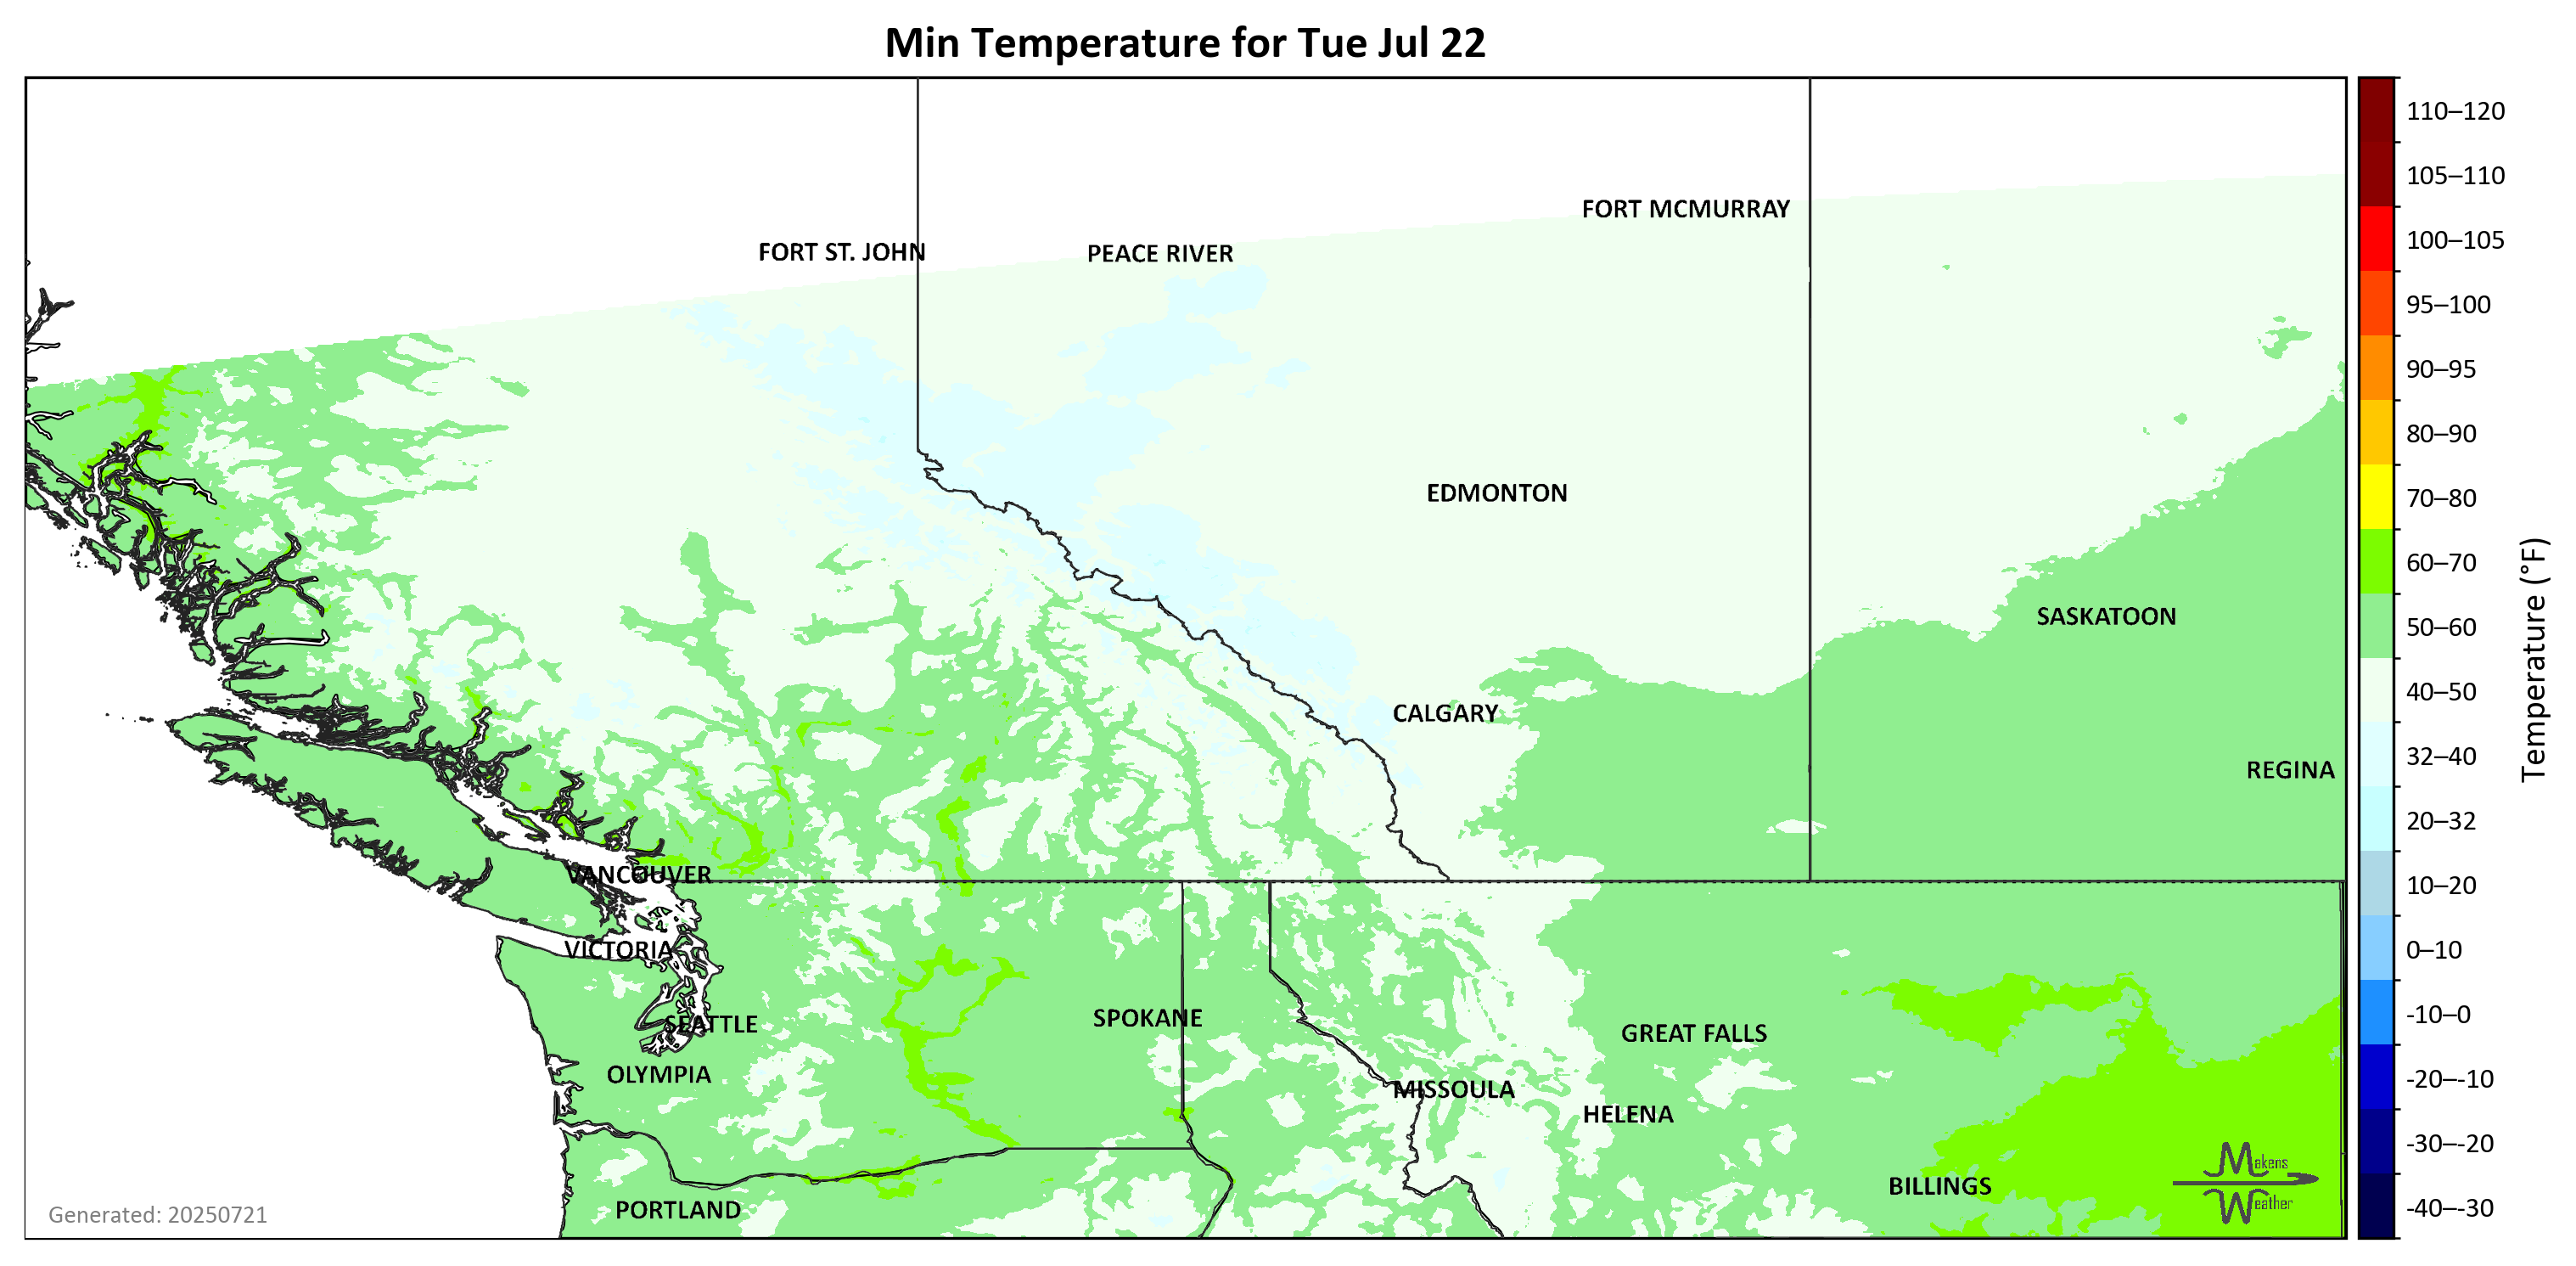 Min Temperature for Tue Jul 22
110–120
105–110
100–105
95–100
90–95
80–90
70–80
60–70
50–60
40–50
32–40
20–32
10–20
0–10
-10–0
-20–-10
-30–-20
-40–-30
Temperature (°F)
FORT MCMURRAY
FORT ST. JOHN
PEACE RIVER
EDMONTON
SASKATOON
CALGARY
REGINA
VANCOUVER
VICTORIA
SPOKANE
SEATTLE
GREAT FALLS
OLYMPIA
MISSOULA
HELENA
BILLINGS
PORTLAND
Makens
Weather
Generated: 20250721